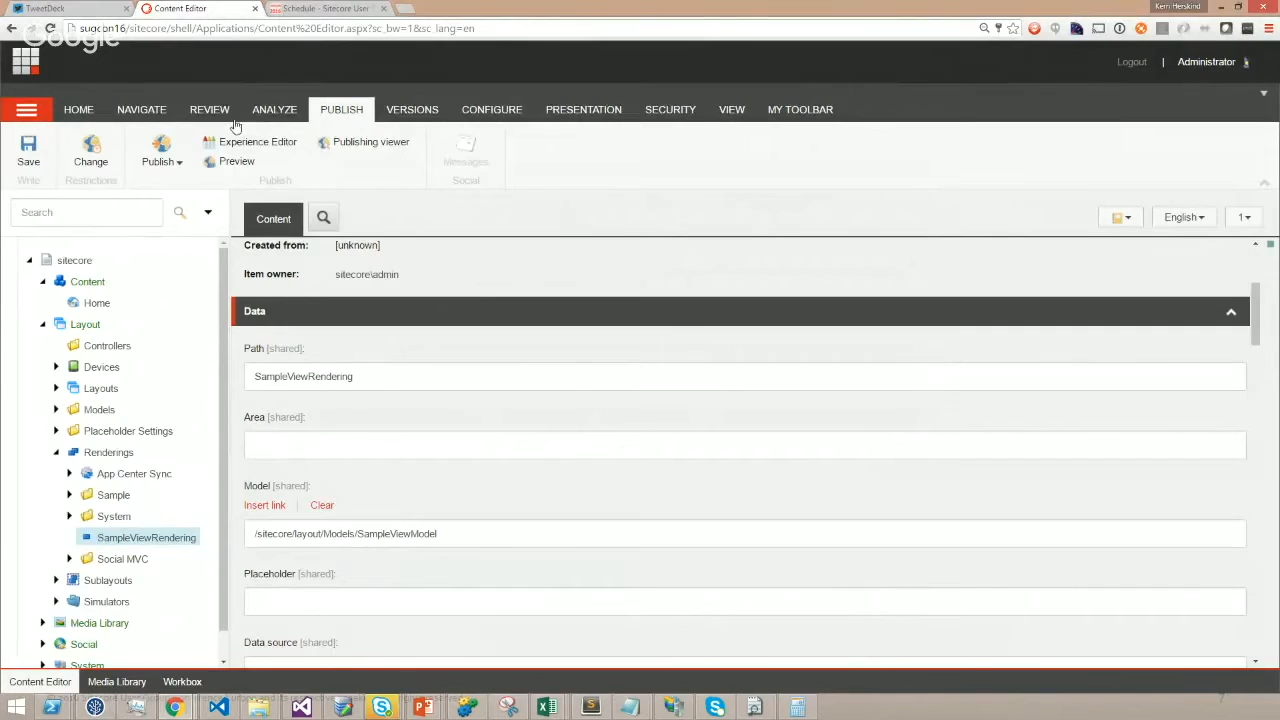 TweetDeck
Content Editor
Schedule - Sitecore User
Kern Herskind
sugcon16/sitecore/shell/Applications/Content%20Editor.aspx?sc_bw=1&sc_lang=en
Google
Logout | Administrator
HOME NAVIGATE REVIEW ANALYZE PUBLISH VERSIONS CONFIGURE PRESENTATION SECURITY VIEW MY TOOLBAR
Save
Write
Change
Restrictions
Publish
Experience Editor
Preview
Publishing viewer
Publish
Messages
Social
Search
Content
English
1
sitecore
Content
Home
Layout
Controllers
Devices
Layouts
Models
Placeholder Settings
Renderings
App Center Sync
Sample
System
SampleViewRendering
Social MVC
Sublayouts
Simulators
Media Library
Social
System
Created from: [unknown]
Item owner: sitecore\admin
Data
Path [shared]:
SampleViewRendering
Area [shared]:
Model [shared]:
Insert link | Clear
/sitecore/layout/Models/SampleViewModel
Placeholder [shared]:
Data source [shared]:
Content Editor Media Library Workbox
7